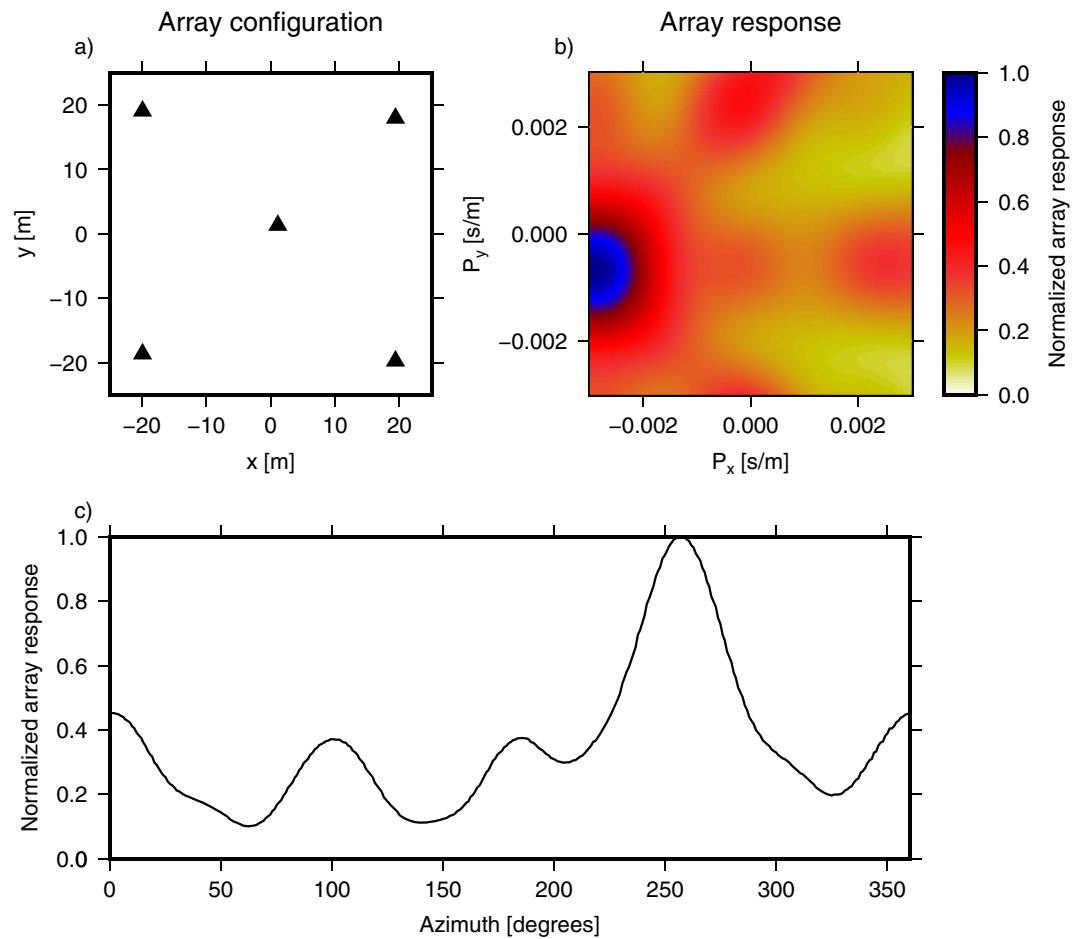 Array configuration
Array response
a)
b)
20
10
0
−10
−20
y [m]
−20 −10 0 10 20
x [m]
0.002
0.000
−0.002
Py [s/m]
−0.002 0.000 0.002
Px [s/m]
1.0
0.8
0.6
0.4
0.2
0.0
Normalized array response
c)
1.0
0.8
0.6
0.4
0.2
0.0
Normalized array response
0 50 100 150 200 250 300 350
Azimuth [degrees]